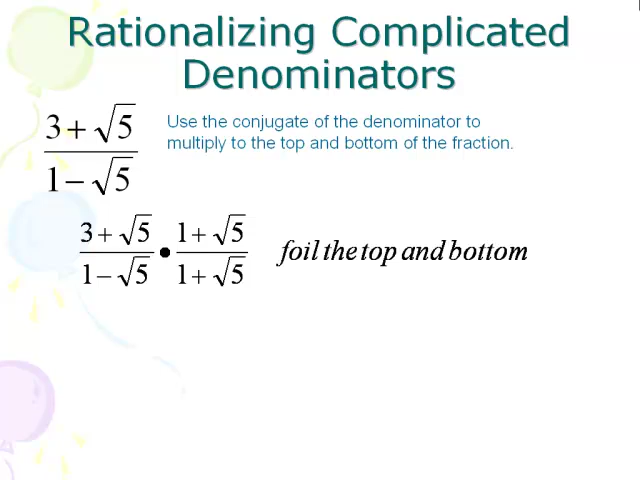 Rationalizing Complicated
Denominators
3 + √5
1 − √5
Use the conjugate of the denominator to
multiply to the top and bottom of the fraction.
3 + √5 1 + √5
• foil the top and bottom
1 − √5 1 + √5